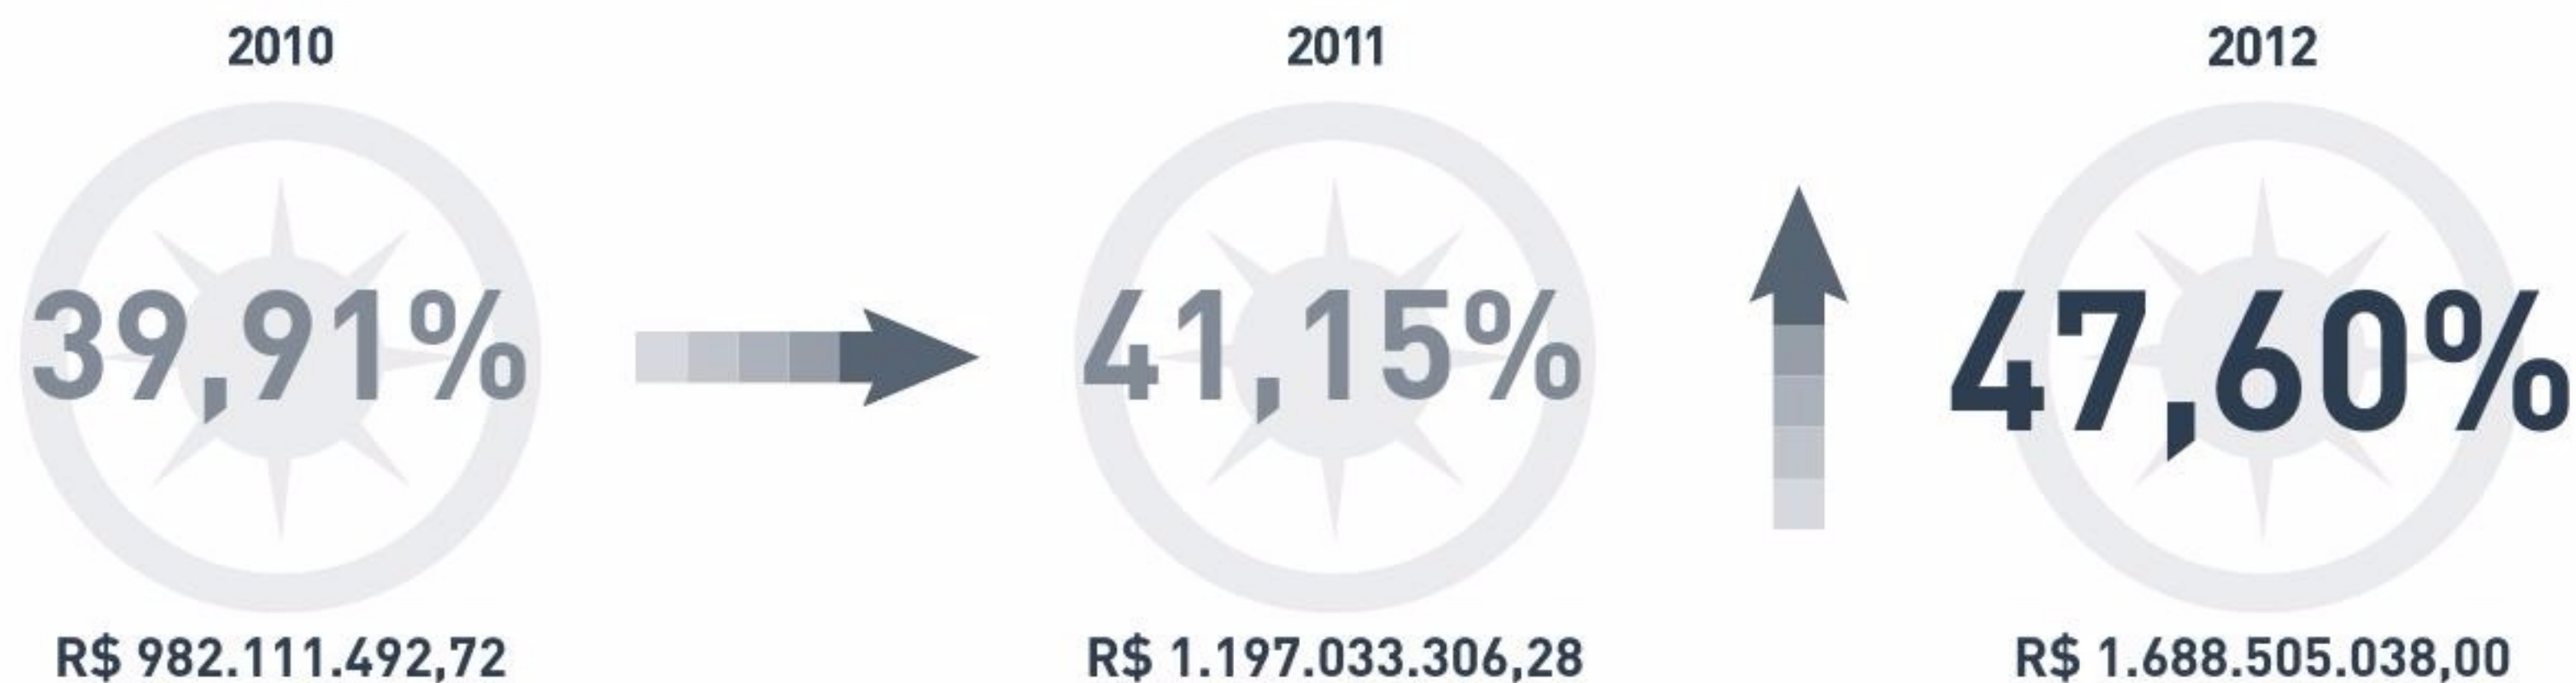 2010
2011
2012
39,91%
41,15%
47,60%
R$ 982.111.492,72
R$ 1.197.033.306,28
R$ 1.688.505.038,00